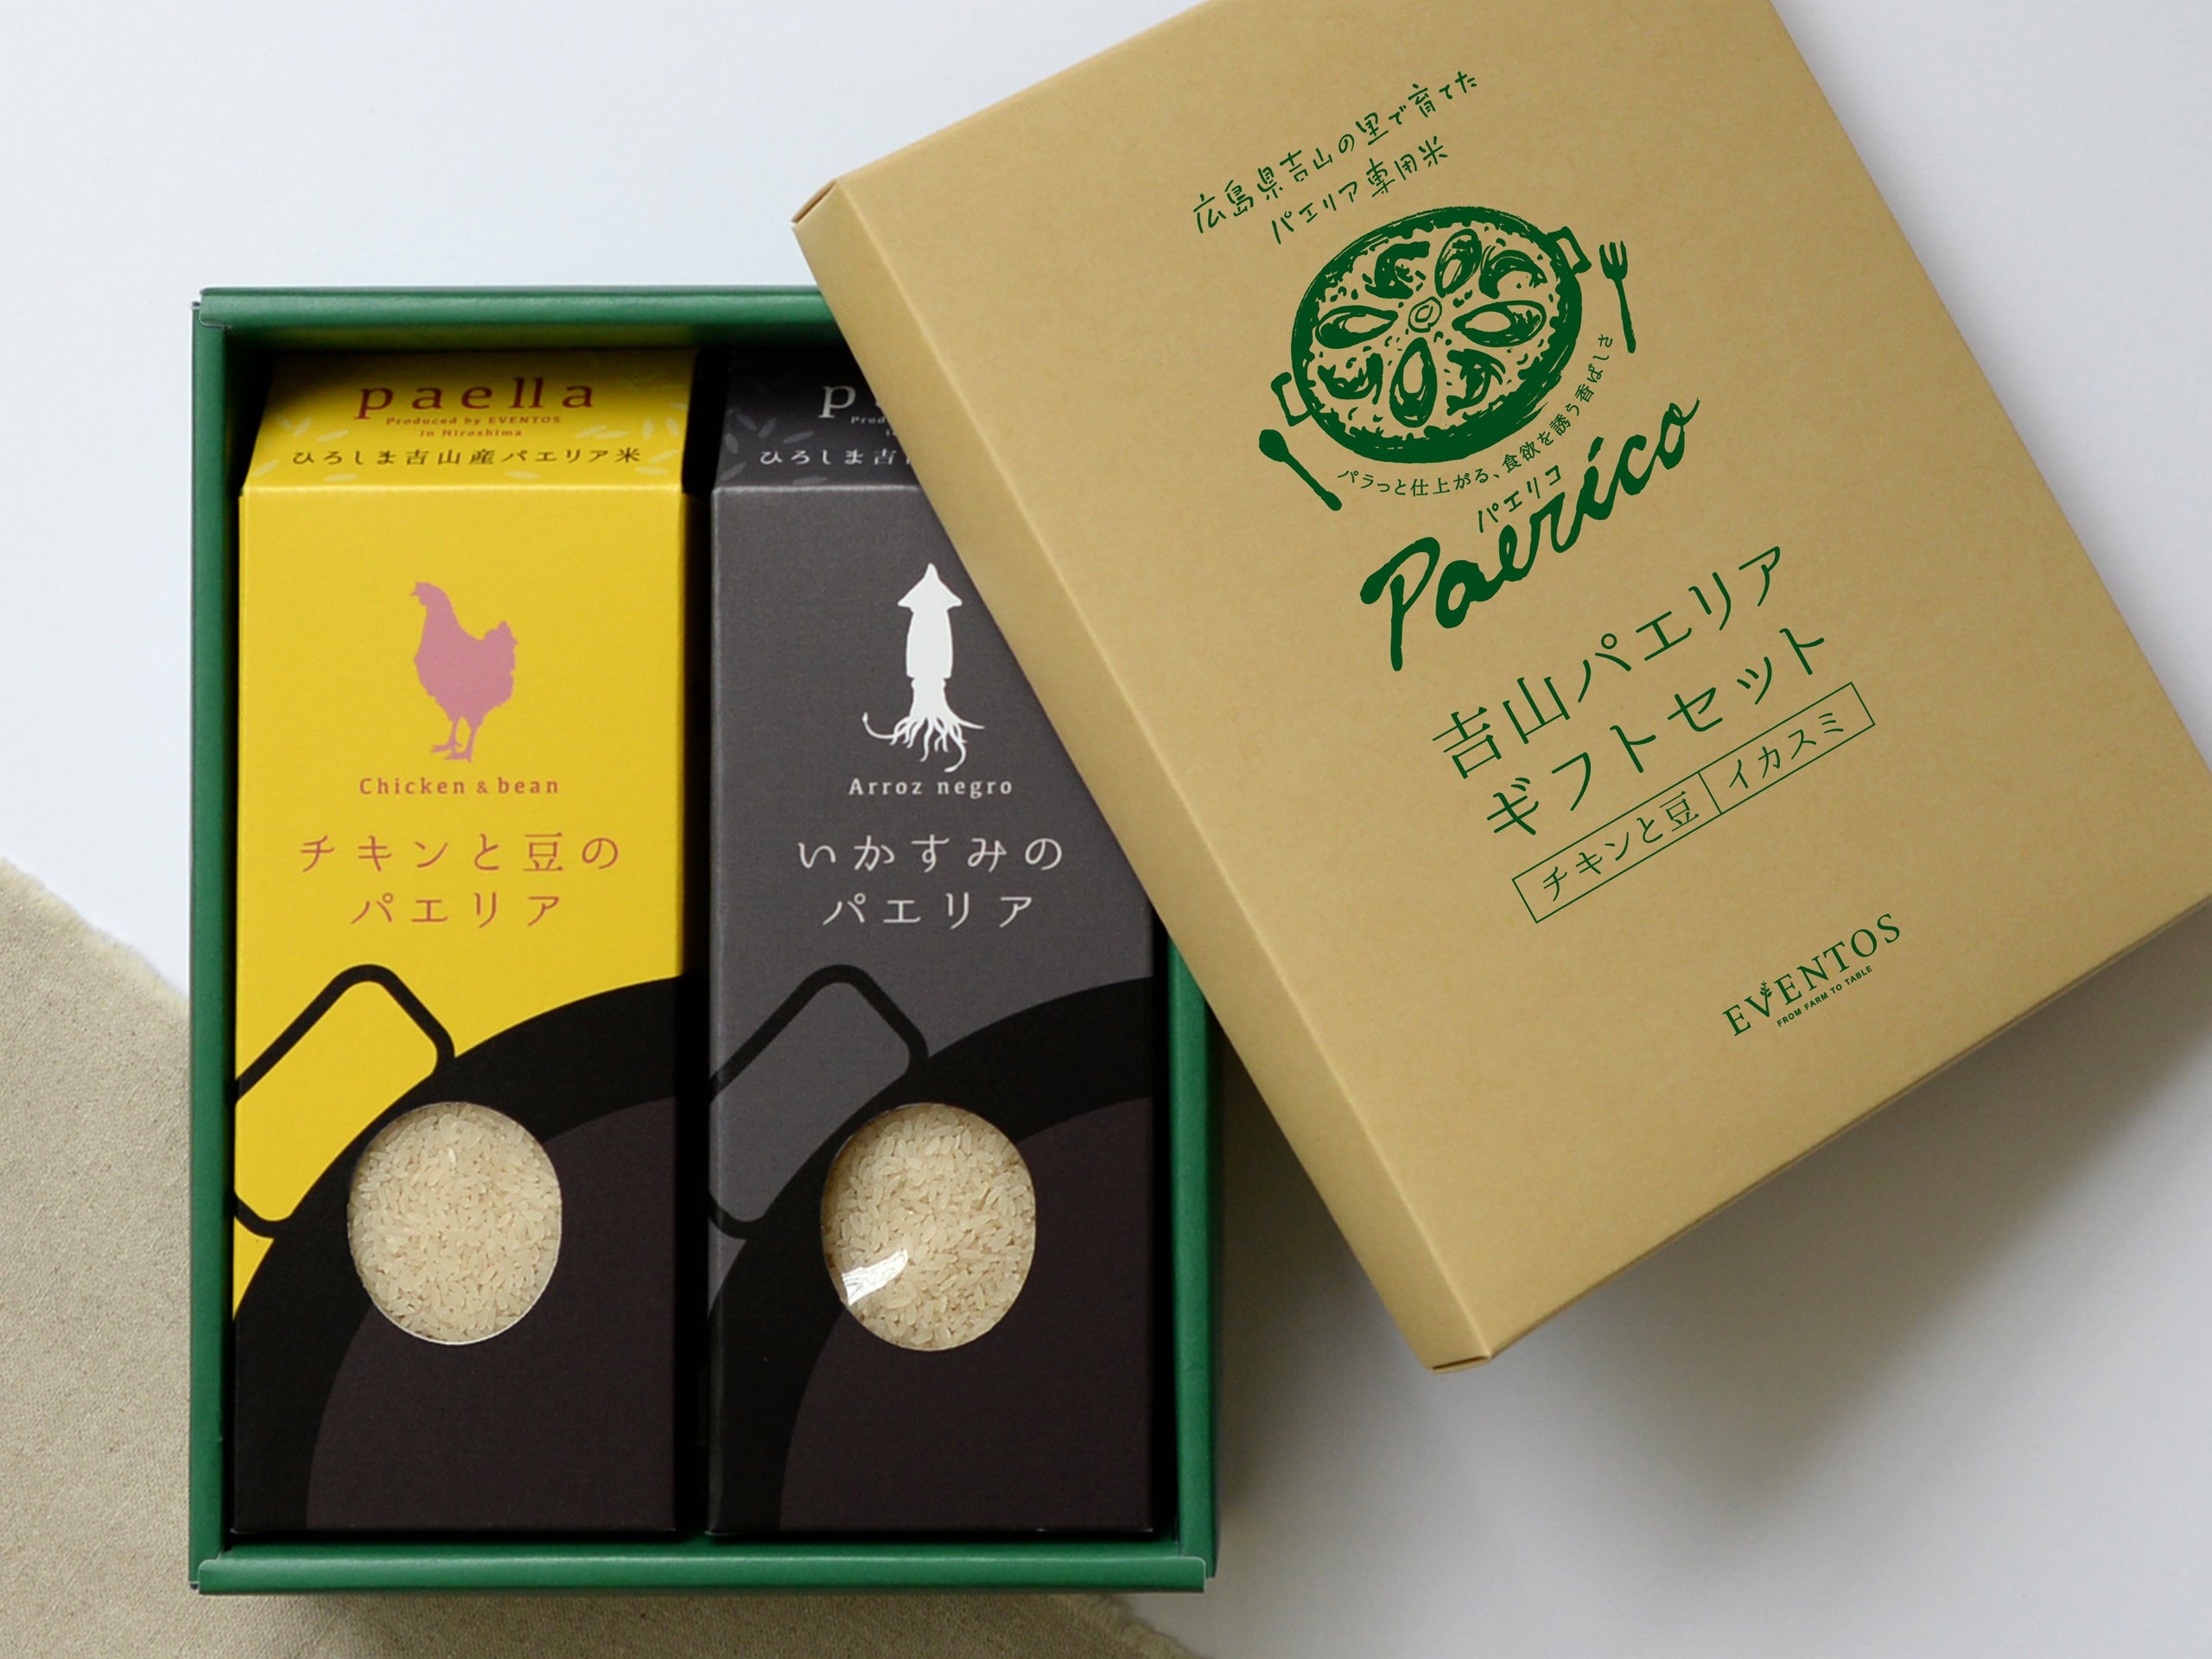 paella
Produced by EVENTOS
in Hiroshima
ひろしま吉山産パエリア米
Chicken & bean
チキンと豆の
パエリア
p
Prod
ひろしま吉
Arroz negro
いかすみの
パエリア
広島県吉山の里で育てた
パエリア専用米
パラっと仕上がる、食欲を誘う香ばしさ
パエリコ
Paerico
吉山パエリア
ギフトセット
チキンと豆 イカスミ
EVENTOS
FROM FARM TO TABLE